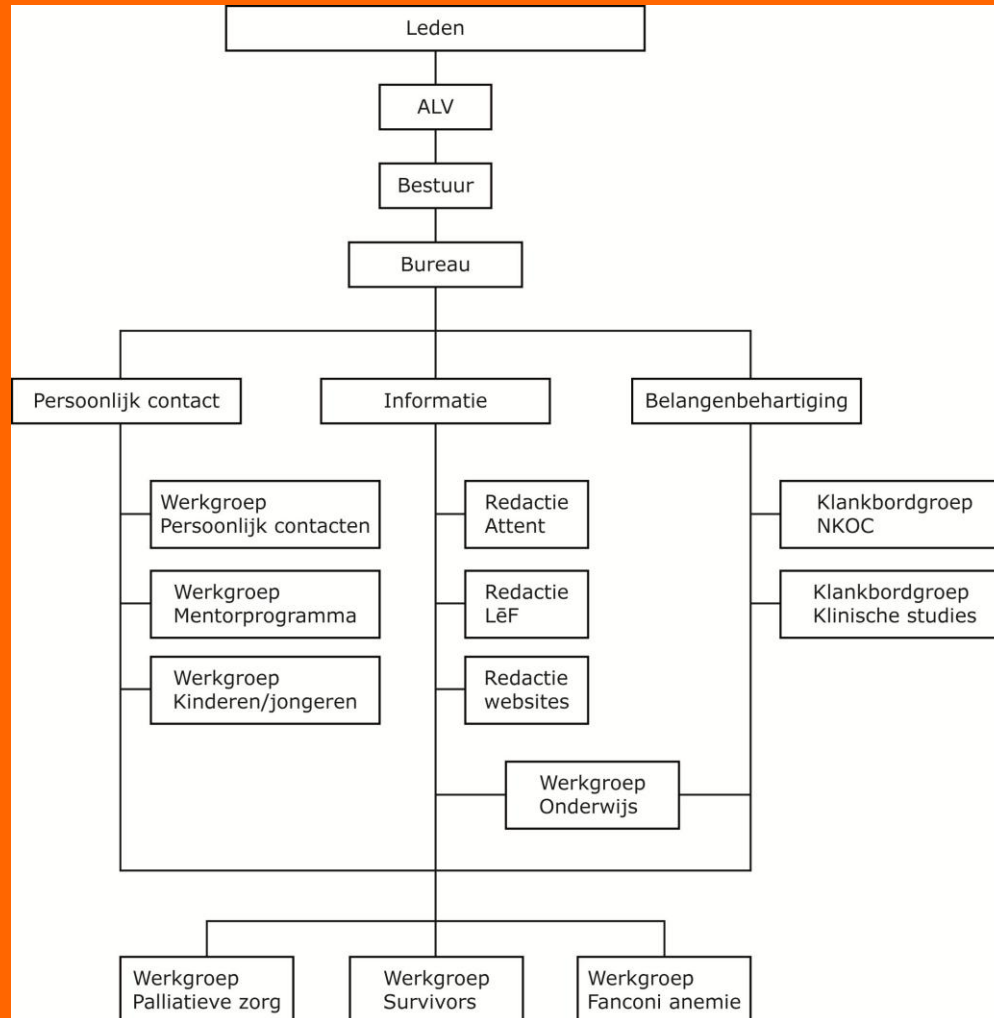 Leden
ALV
Bestuur
Bureau
Persoonlijk contact
Informatie
Belangenbehartiging
Werkgroep
Persoonlijk contacten
Redactie
Attent
Klankbordgroep
NKOC
Werkgroep
Mentorprogramma
Redactie
LēF
Klankbordgroep
Klinische studies
Werkgroep
Kinderen/jongeren
Redactie
websites
Werkgroep
Onderwijs
Werkgroep
Palliatieve zorg
Werkgroep
Survivors
Werkgroep
Fanconi anemie